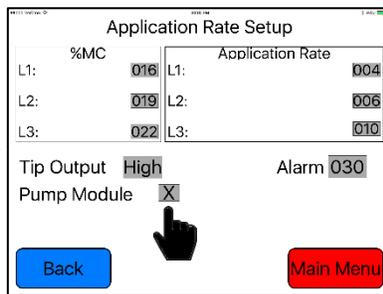 Application Rate Setup
%MC
Application Rate
L1: 016 L1: 004
L2: 019 L2: 006
L3: 022 L3: 010
Tip Output High Alarm 030
Pump Module X
Back Main Menu